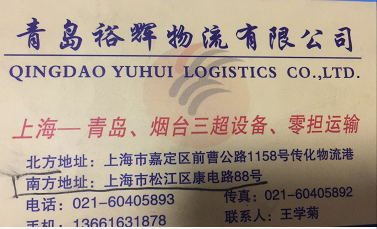 青岛裕辉物流有限公司
QINGDAO YUHUI LOGISTICS CO.,LTD.
上海—青岛、烟台三超设备、零担运输
北方地址：上海市嘉定区前曹公路1158号传化物流港
南方地址：上海市松江区康电路88号
电话：021-60405893 传真：021-60405892
手机：13661631878 联系人：王学菊